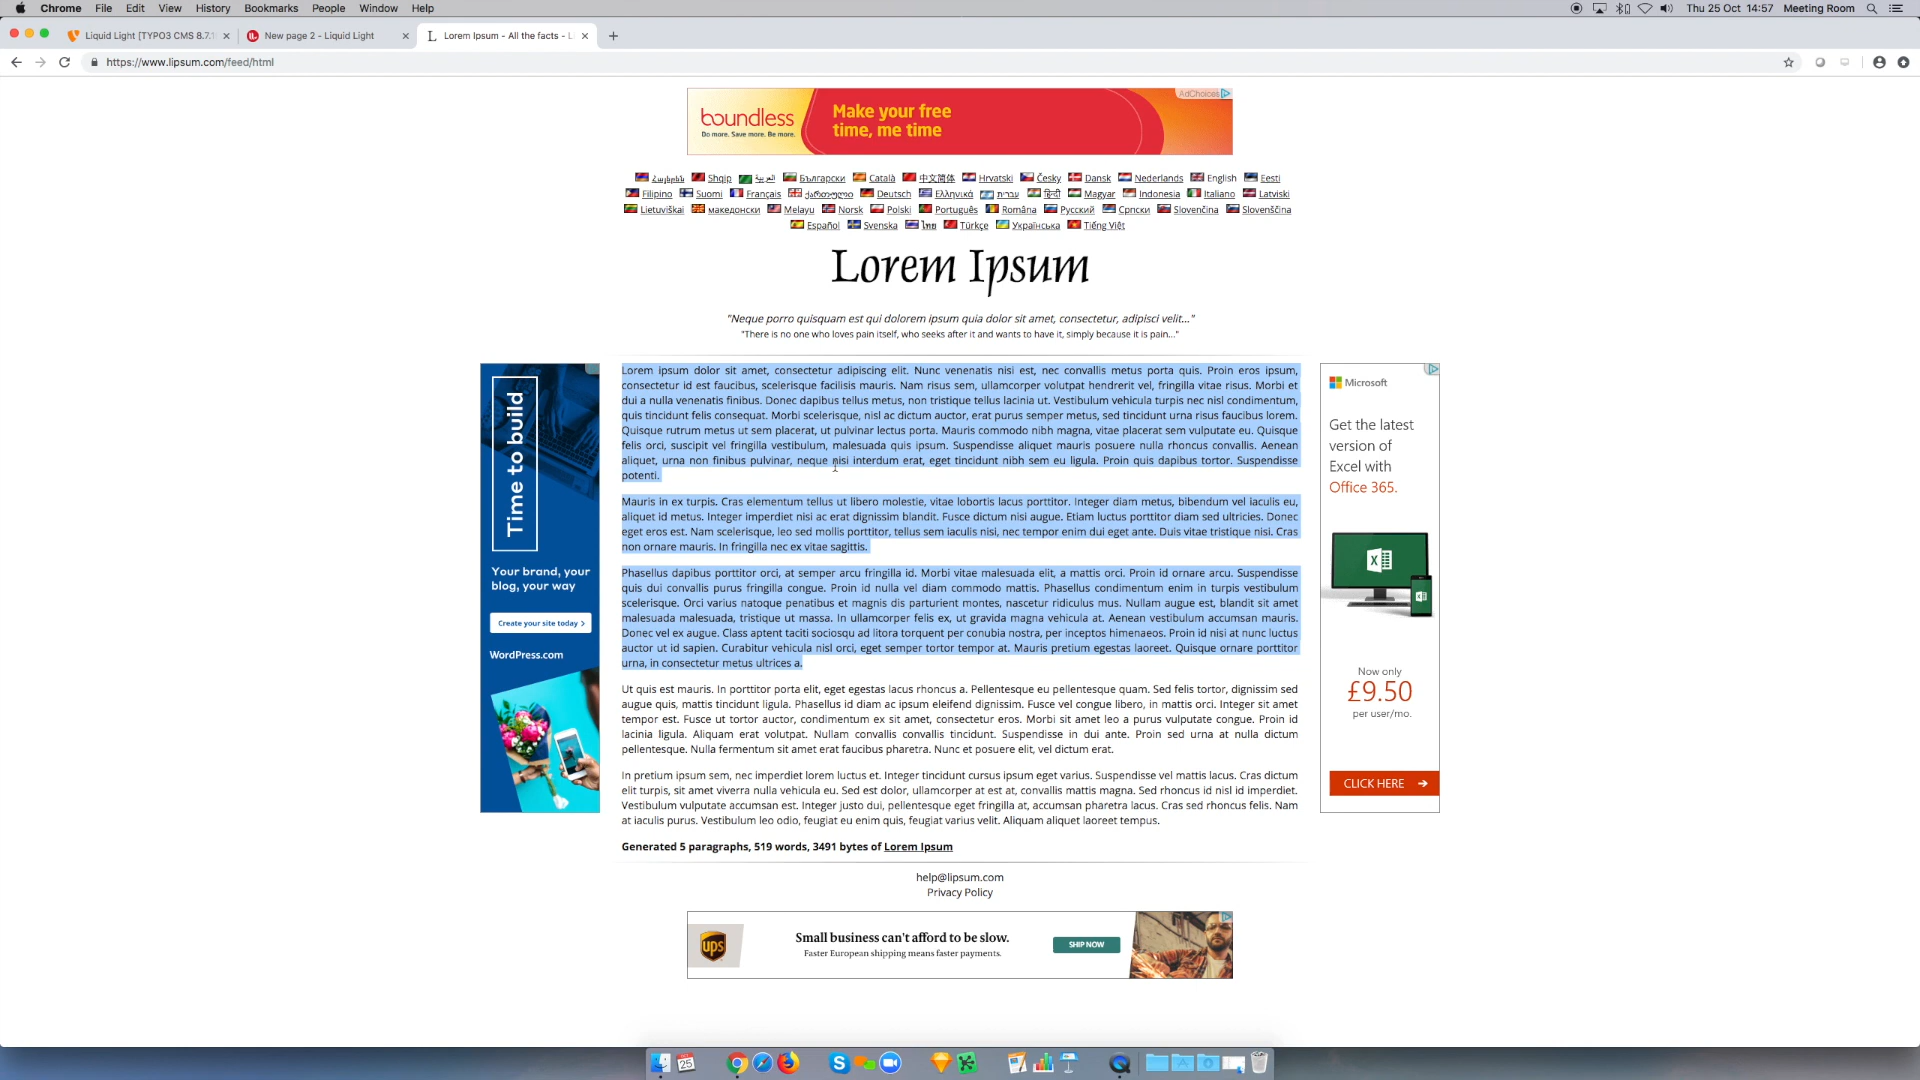 Chrome File Edit View History Bookmarks People Window Help
Thu 25 Oct 14:57 Meeting Room
Liquid Light [TYPO3 CMS 8.7.1
New page 2 - Liquid Light
Lorem Ipsum - All the facts - L
https://www.lipsum.com/feed/html
AdChoices
boundless
Do more. Save more. Be more.
Make your free
time, me time
Հայերեն Shqip العربية Български Català 中文简体 Hrvatski Česky Dansk Nederlands English Eesti
Filipino Suomi Français ქართული Deutsch Ελληνικά עברית हिन्दी Magyar Indonesia Italiano Latviski
Lietuviškai македонски Melayu Norsk Polski Português Româna Русский Српски Slovenčina Slovenščina
Español Svenska ไทย Türkçe Українська Tiếng Việt
Lorem Ipsum
"Neque porro quisquam est qui dolorem ipsum quia dolor sit amet, consectetur, adipisci velit..."
"There is no one who loves pain itself, who seeks after it and wants to have it, simply because it is pain..."
Time to build
Your brand, your
blog, your way
Create your site today >
WordPress.com
Lorem ipsum dolor sit amet, consectetur adipiscing elit. Nunc venenatis nisi est, nec convallis metus porta quis. Proin eros ipsum,
consectetur id est faucibus, scelerisque facilisis mauris. Nam risus sem, ullamcorper volutpat hendrerit vel, fringilla vitae risus. Morbi et
dui a nulla venenatis finibus. Donec dapibus tellus metus, non tristique tellus lacinia ut. Vestibulum vehicula turpis nec nisl condimentum,
quis tincidunt felis consequat. Morbi scelerisque, nisl ac dictum auctor, erat purus semper metus, sed tincidunt urna risus faucibus lorem.
Quisque rutrum metus ut sem placerat, ut pulvinar lectus porta. Mauris commodo nibh magna, vitae placerat sem vulputate eu. Quisque
felis orci, suscipit vel fringilla vestibulum, malesuada quis ipsum. Suspendisse aliquet mauris posuere nulla rhoncus convallis. Aenean
aliquet, urna non finibus pulvinar, neque nisi interdum erat, eget tincidunt nibh sem eu ligula. Proin quis dapibus tortor. Suspendisse
potenti.
Mauris in ex turpis. Cras elementum tellus ut libero molestie, vitae lobortis lacus porttitor. Integer diam metus, bibendum vel iaculis eu,
aliquet id metus. Integer imperdiet nisi ac erat dignissim blandit. Fusce dictum nisi augue. Etiam luctus porttitor diam sed ultricies. Donec
eget eros est. Nam scelerisque, leo sed mollis porttitor, tellus sem iaculis nisi, nec tempor enim dui eget ante. Duis vitae tristique nisi. Cras
non ornare mauris. In fringilla nec ex vitae sagittis.
Phasellus dapibus porttitor orci, at semper arcu fringilla id. Morbi vitae malesuada elit, a mattis orci. Proin id ornare arcu. Suspendisse
quis dui convallis purus fringilla congue. Proin id nulla vel diam commodo mattis. Phasellus condimentum enim in turpis vestibulum
scelerisque. Orci varius natoque penatibus et magnis dis parturient montes, nascetur ridiculus mus. Nullam augue est, blandit sit amet
malesuada malesuada, tristique ut massa. In ullamcorper felis ex, ut gravida magna vehicula at. Aenean vestibulum accumsan mauris.
Donec vel ex augue. Class aptent taciti sociosqu ad litora torquent per conubia nostra, per inceptos himenaeos. Proin id nisi at nunc luctus
auctor ut id sapien. Curabitur vehicula nisl orci, eget semper tortor tempor at. Mauris pretium egestas laoreet. Quisque ornare porttitor
urna, in consectetur metus ultrices a.
Ut quis est mauris. In porttitor porta elit, eget egestas lacus rhoncus a. Pellentesque eu pellentesque quam. Sed felis tortor, dignissim sed
augue quis, mattis tincidunt ligula. Phasellus id diam ac ipsum eleifend dignissim. Fusce vel congue libero, in mattis orci. Integer sit amet
tempor est. Fusce ut tortor auctor, condimentum ex sit amet, consectetur eros. Morbi sit amet leo a purus vulputate congue. Proin id
lacinia ligula. Aliquam erat volutpat. Nullam convallis convallis tincidunt. Suspendisse in dui ante. Proin sed urna at nulla dictum
pellentesque. Nulla fermentum sit amet erat faucibus pharetra. Nunc et posuere elit, vel dictum erat.
In pretium ipsum sem, nec imperdiet lorem luctus et. Integer tincidunt cursus ipsum eget varius. Suspendisse vel mattis lacus. Cras dictum
elit turpis, sit amet viverra nulla vehicula eu. Sed est dolor, ullamcorper at est at, convallis mattis magna. Sed rhoncus id nisl id imperdiet.
Vestibulum vulputate accumsan est. Integer justo dui, pellentesque eget fringilla at, accumsan pharetra lacus. Cras sed rhoncus felis. Nam
at iaculis purus. Vestibulum leo odio, feugiat eu enim quis, feugiat varius velit. Aliquam aliquet laoreet tempus.
Generated 5 paragraphs, 519 words, 3491 bytes of Lorem Ipsum
Microsoft
Get the latest
version of
Excel with
Office 365.
Now only
£9.50
per user/mo.
CLICK HERE
help@lipsum.com
Privacy Policy
ups
Small business can't afford to be slow.
Faster European shipping means faster payments.
SHIP NOW
25